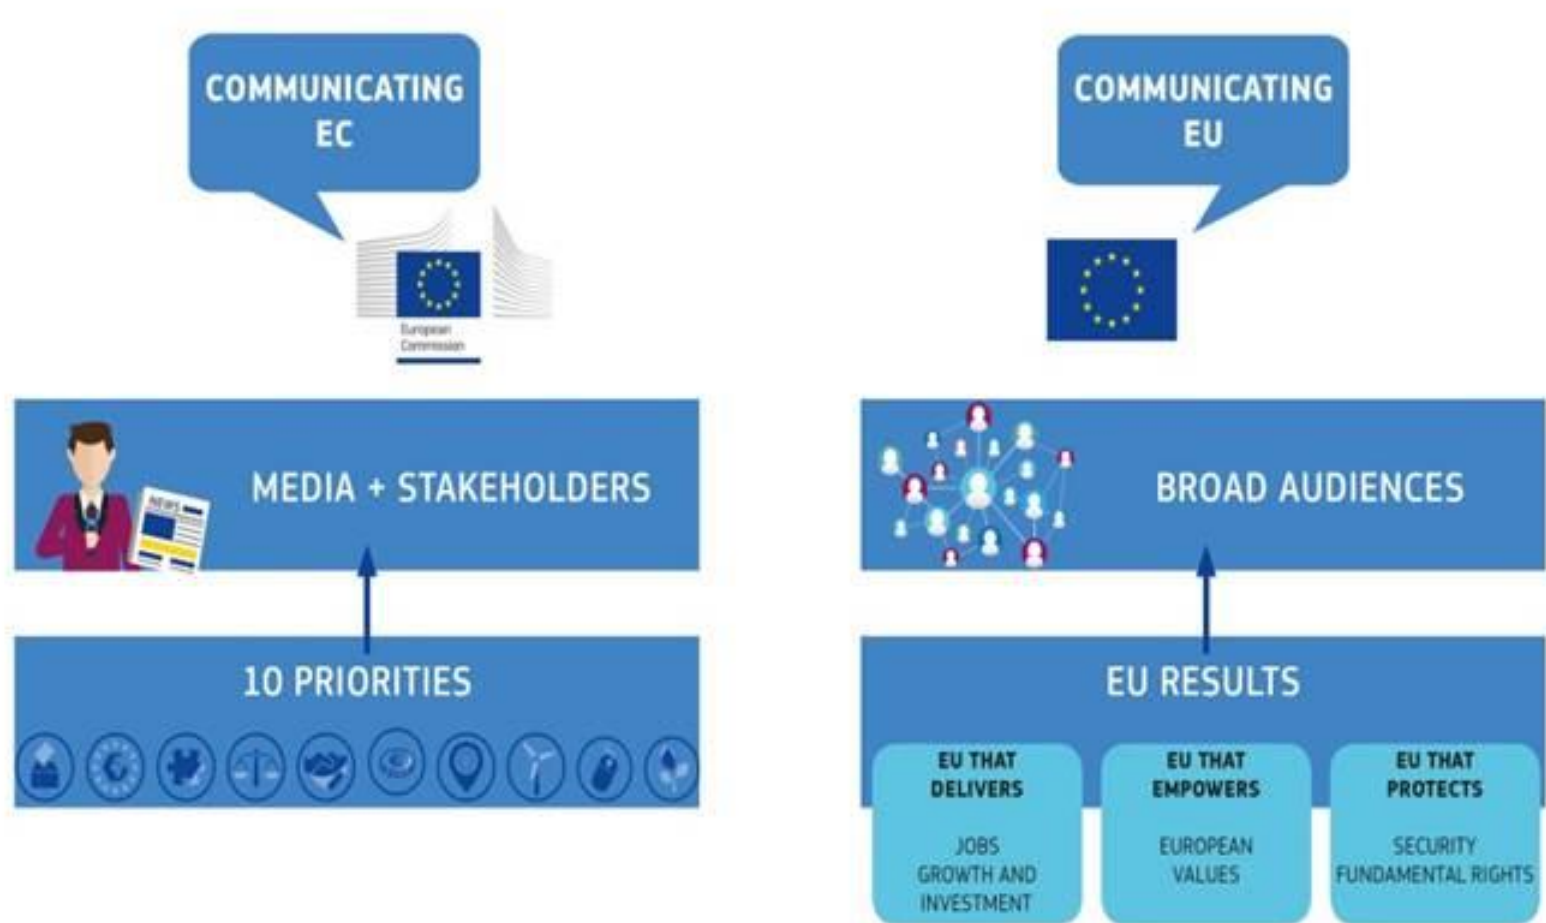 COMMUNICATING
EC
European
Commission
MEDIA + STAKEHOLDERS
NEWS
10 PRIORITIES
COMMUNICATING
EU
BROAD AUDIENCES
EU RESULTS
EU THAT
DELIVERS
JOBS
GROWTH AND
INVESTMENT
EU THAT
EMPOWERS
EUROPEAN
VALUES
EU THAT
PROTECTS
SECURITY
FUNDAMENTAL RIGHTS